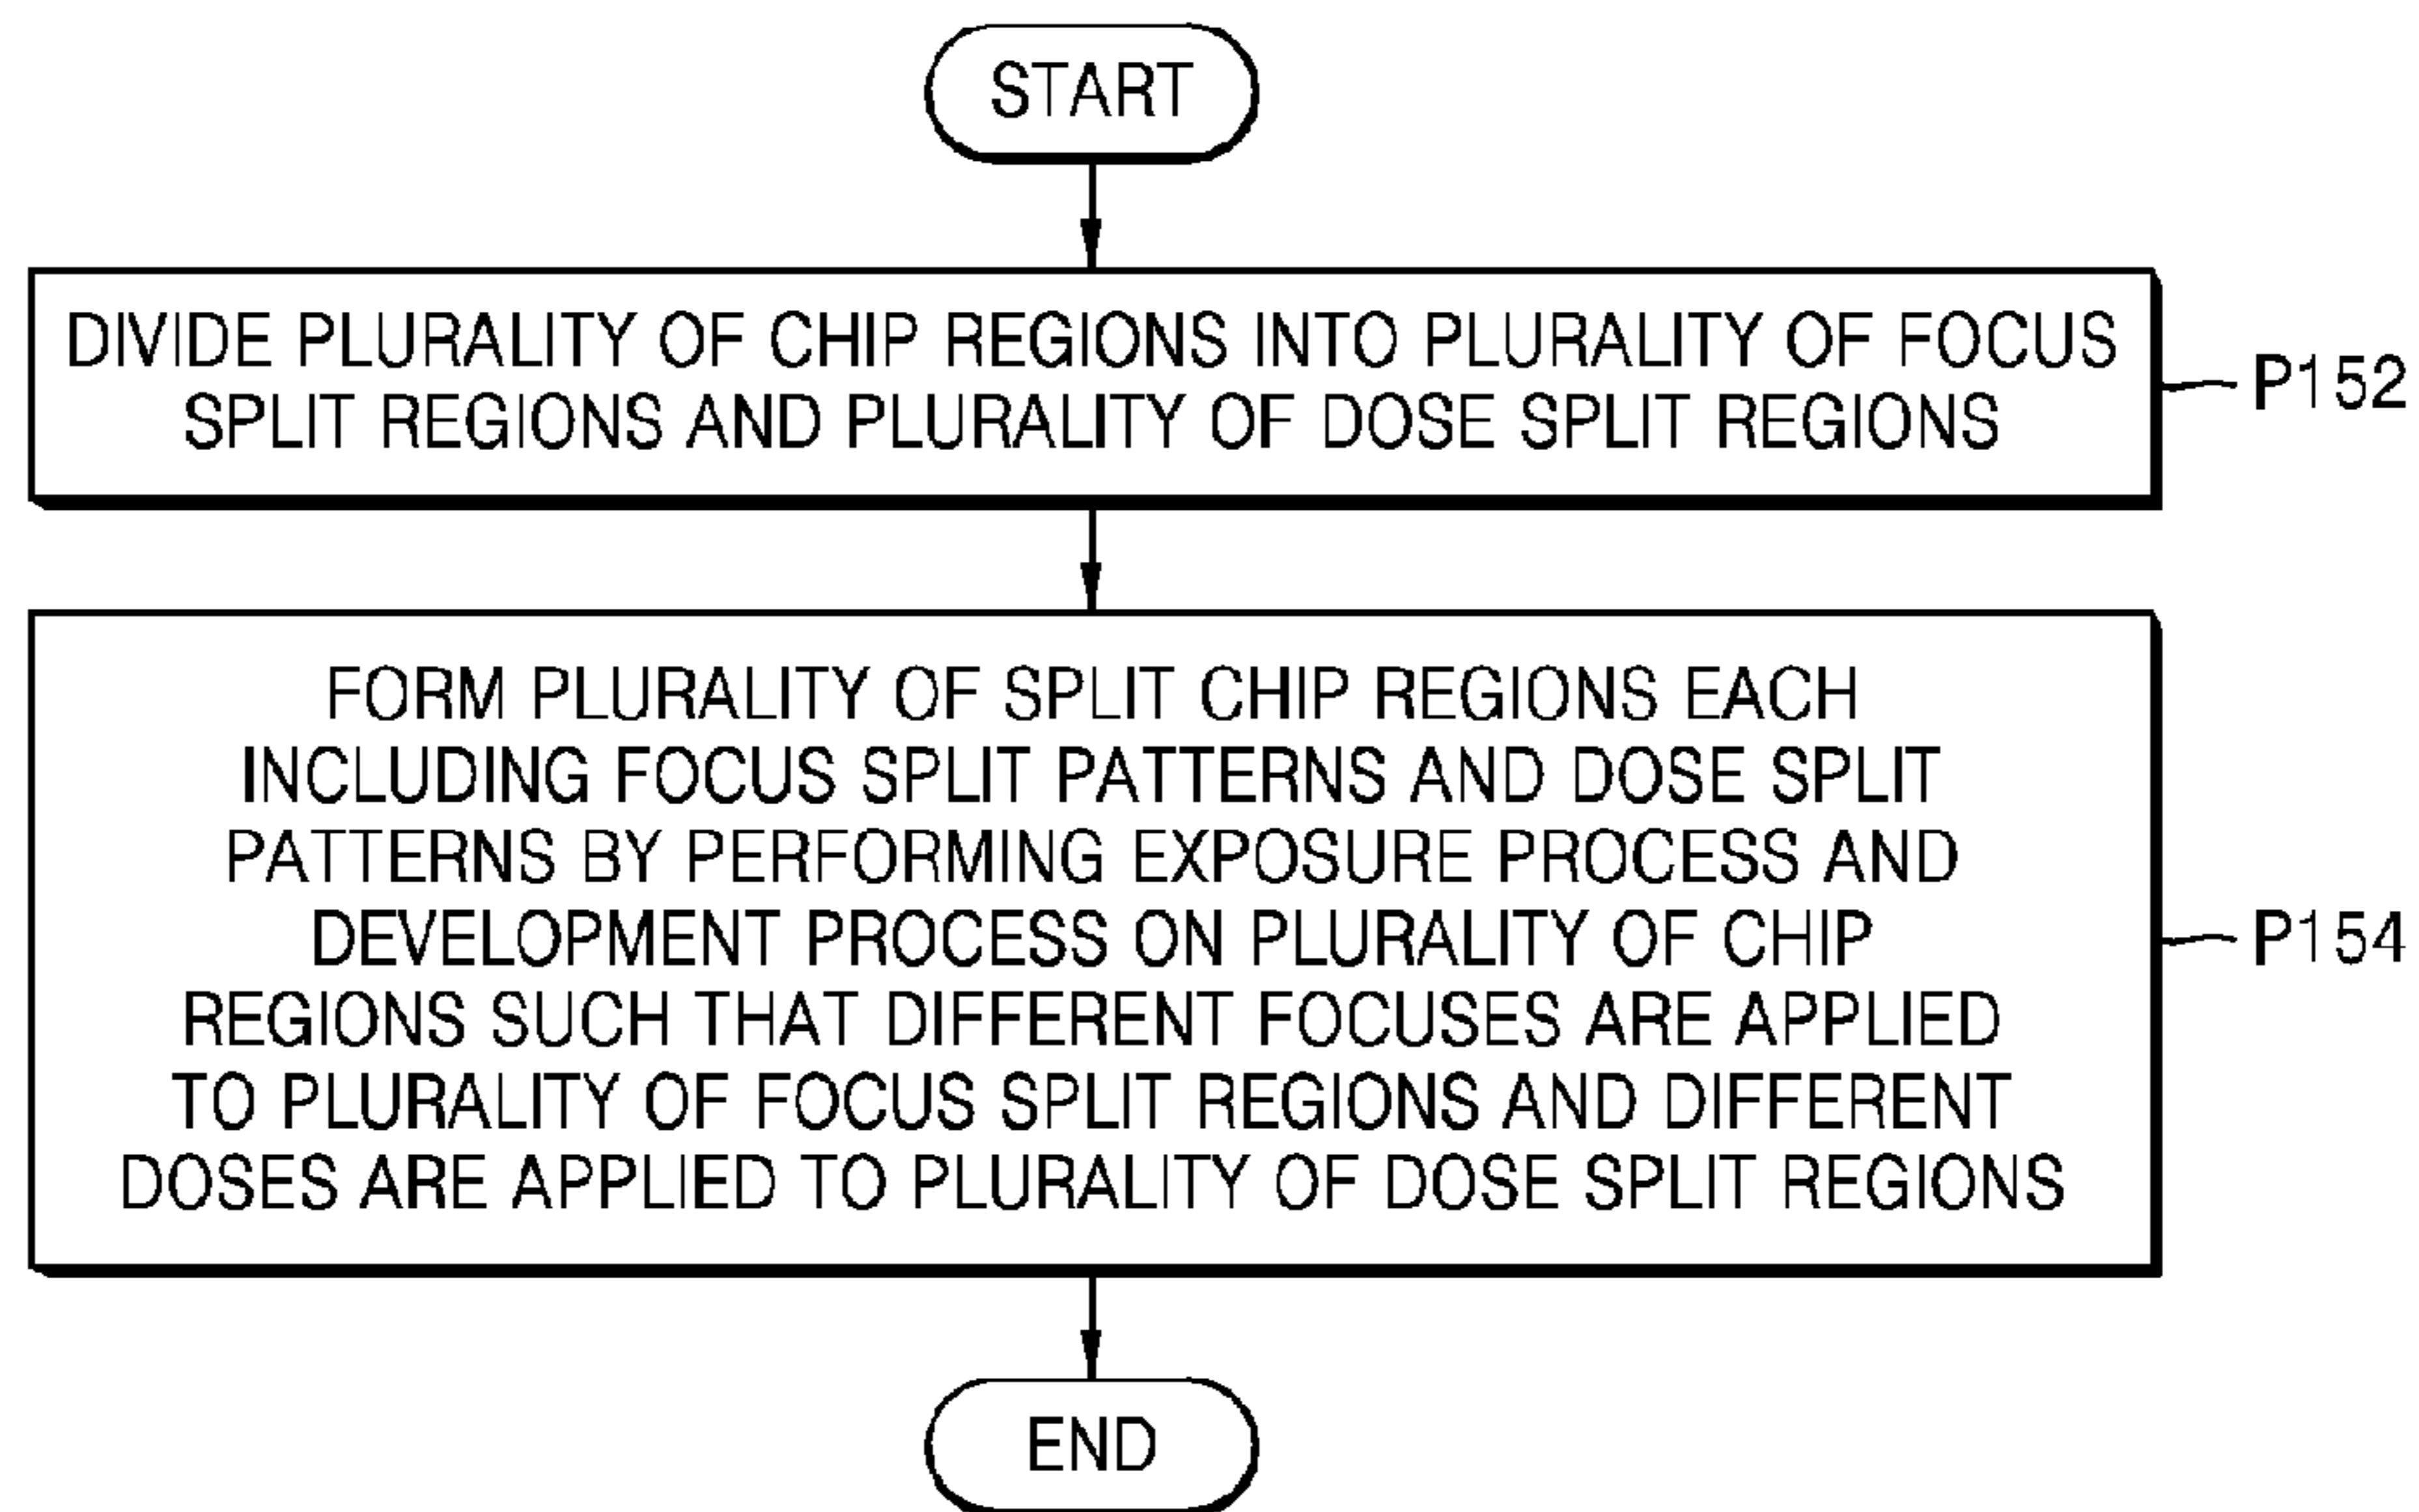 START
DIVIDE PLURALITY OF CHIP REGIONS INTO PLURALITY OF FOCUS
SPLIT REGIONS AND PLURALITY OF DOSE SPLIT REGIONS
P152
FORM PLURALITY OF SPLIT CHIP REGIONS EACH
INCLUDING FOCUS SPLIT PATTERNS AND DOSE SPLIT
PATTERNS BY PERFORMING EXPOSURE PROCESS AND
DEVELOPMENT PROCESS ON PLURALITY OF CHIP
REGIONS SUCH THAT DIFFERENT FOCUSES ARE APPLIED
TO PLURALITY OF FOCUS SPLIT REGIONS AND DIFFERENT
DOSES ARE APPLIED TO PLURALITY OF DOSE SPLIT REGIONS
P154
END